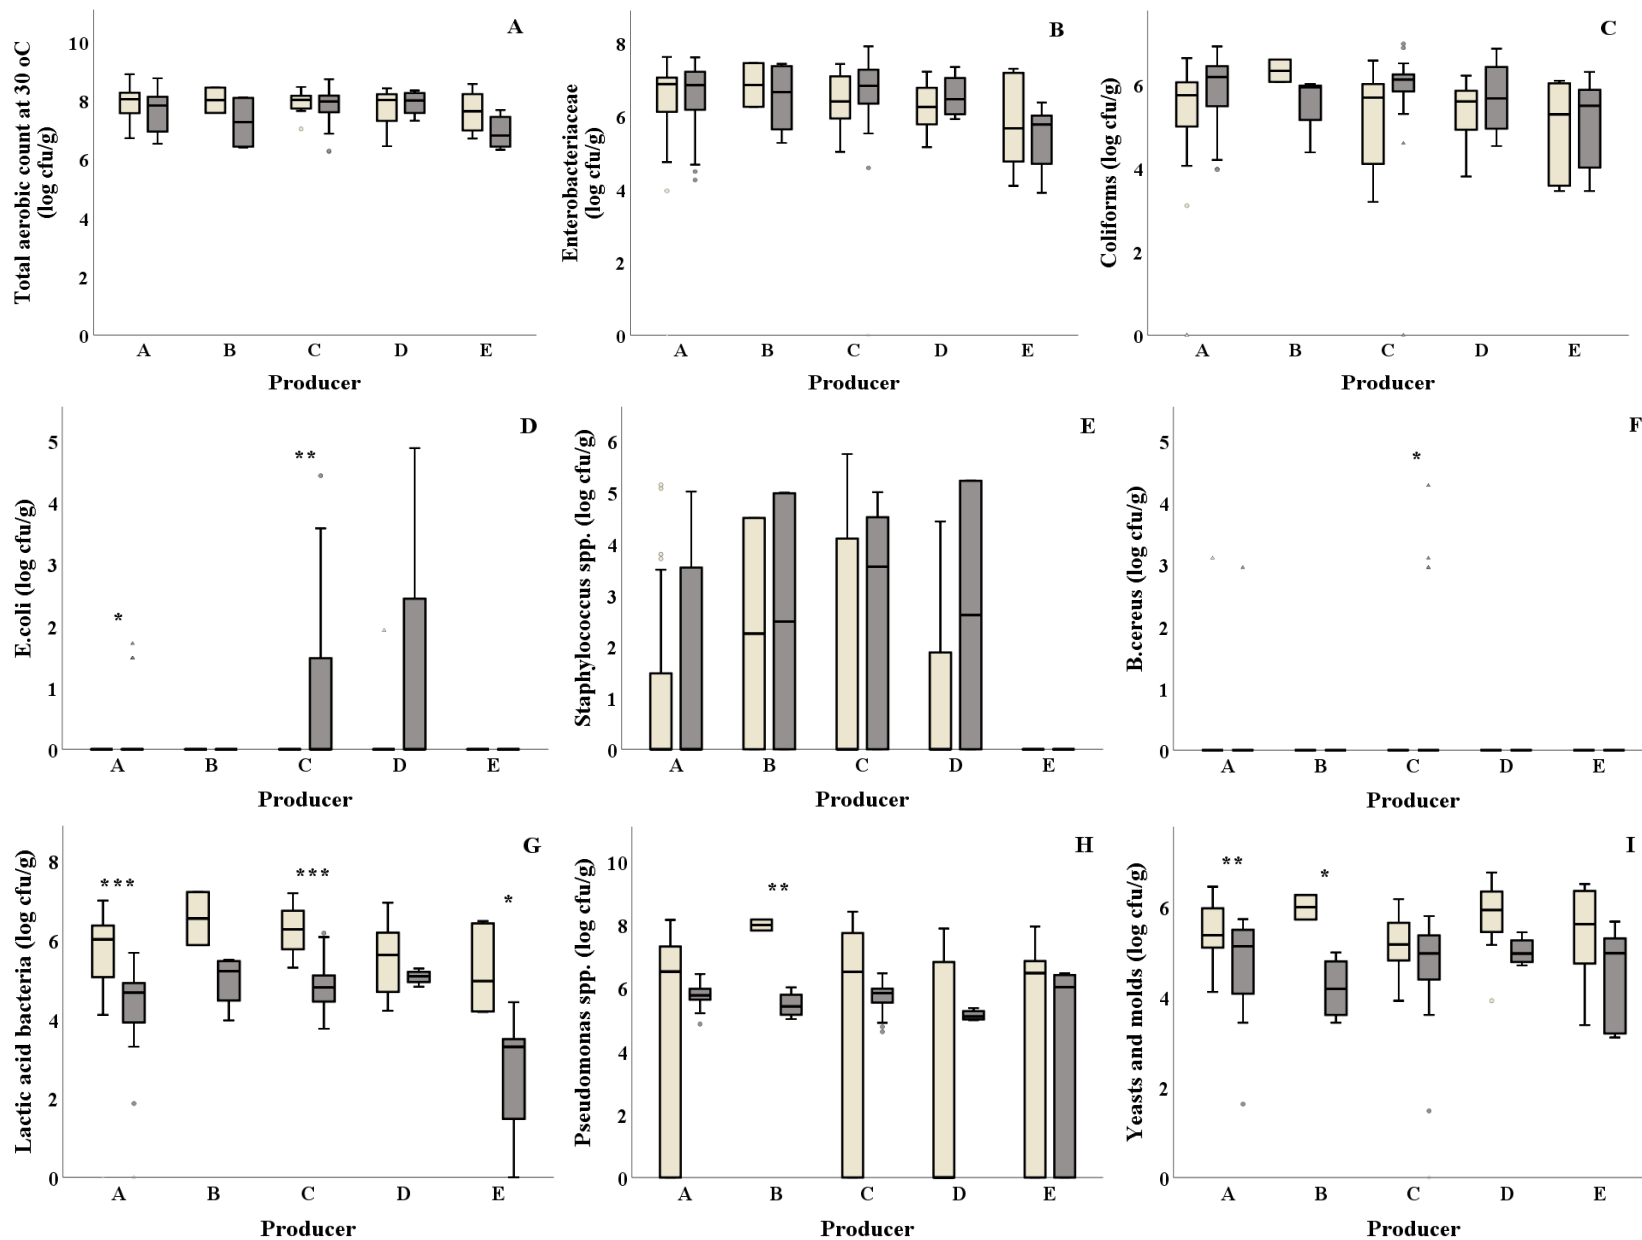 A
Total aerobic count at 30 oC
(log cfu/g)
10
8
6
4
2
0
A B C D E
Producer
B
Enterobacteriaceae
(log cfu/g)
8
6
4
2
0
A B C D E
Producer
C
Coliforms (log cfu/g)
6
4
2
0
A B C D E
Producer
D
E.coli (log cfu/g)
5
4
3
2
1
0
*
**
A B C D E
Producer
E
Staphylococcus spp. (log cfu/g)
6
5
4
3
2
1
0
A B C D E
Producer
F
B.cereus (log cfu/g)
5
4
3
2
1
0
*
A B C D E
Producer
G
Lactic acid bacteria (log cfu/g)
8
6
4
2
0
***
***
*
A B C D E
Producer
H
Pseudomonas spp. (log cfu/g)
10
8
6
4
2
0
**
A B C D E
Producer
I
Yeasts and molds (log cfu/g)
6
4
2
0
**
*
A B C D E
Producer